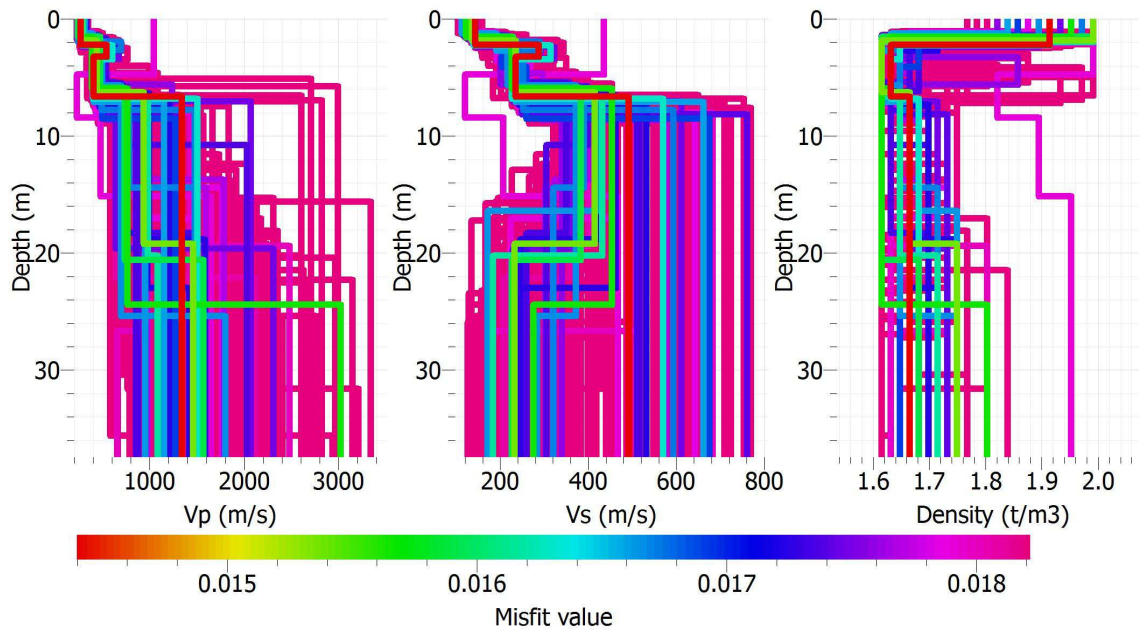 0
10
20
30
Depth (m)
1000 2000 3000
Vp (m/s)
0
10
20
30
Depth (m)
200 400 600 800
Vs (m/s)
0
10
20
30
Depth (m)
1.6 1.7 1.8 1.9 2.0
Density (t/m3)
0.015 0.016 0.017 0.018
Misfit value